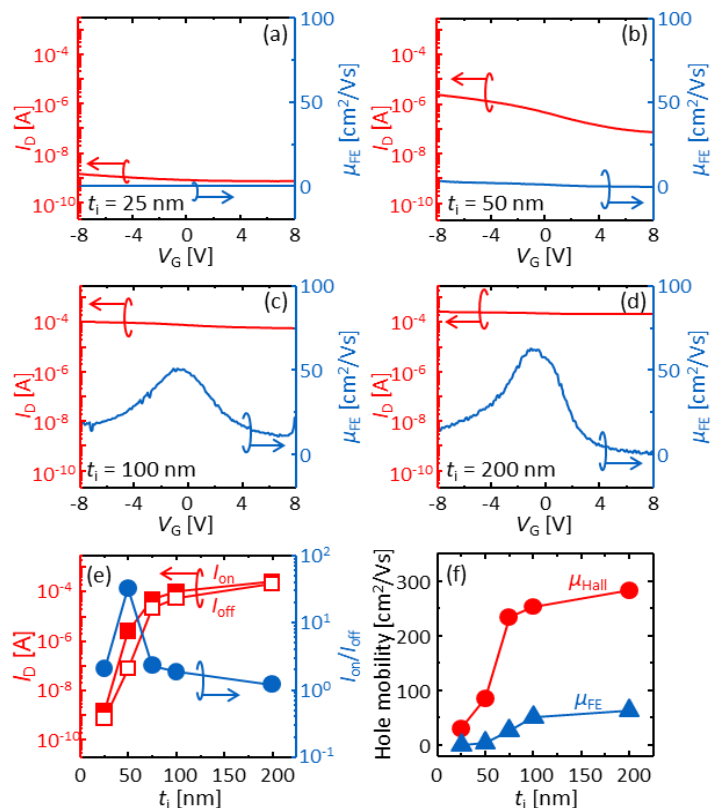 (a)
I_D [A]
10^-4
10^-6
10^-8
10^-10
100
50
0
μ_FE [cm^2/Vs]
t_i = 25 nm
-8 -4 0 4 8
V_G [V]
(b)
I_D [A]
10^-4
10^-6
10^-8
10^-10
100
50
0
μ_FE [cm^2/Vs]
t_i = 50 nm
-8 -4 0 4 8
V_G [V]
(c)
I_D [A]
10^-4
10^-6
10^-8
10^-10
100
50
0
μ_FE [cm^2/Vs]
t_i = 100 nm
-8 -4 0 4 8
V_G [V]
(d)
I_D [A]
10^-4
10^-6
10^-8
10^-10
100
50
0
μ_FE [cm^2/Vs]
t_i = 200 nm
-8 -4 0 4 8
V_G [V]
(e)
I_on
I_off
I_D [A]
10^-4
10^-6
10^-8
10^-10
10^2
10^1
10^0
10^-1
I_on/I_off
0 50 100 150 200
t_i [nm]
(f)
Hole mobility [cm^2/Vs]
300
200
100
0
μ_Hall
μ_FE
0 50 100 150 200
t_i [nm]